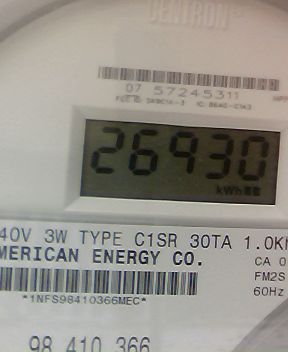 CENTRON
07 57245311
26930
kWh
40V 3W TYPE C1SR 30TA 1.0Kh
MERICAN ENERGY CO.
CA 0
FM2S
60Hz
*1NFS98410366MEC*
98 410 366